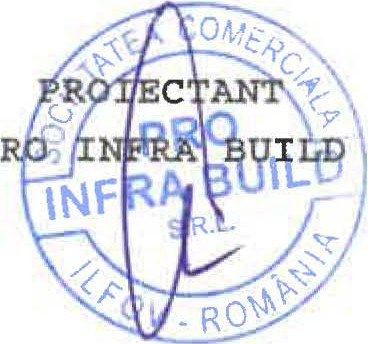 SOCIETATEA COMERCIALA
PROIECTANT
PRO
RO INFRA BUILD
INFRA BUILD
S.R.L.
ILFOV - ROMÂNIA